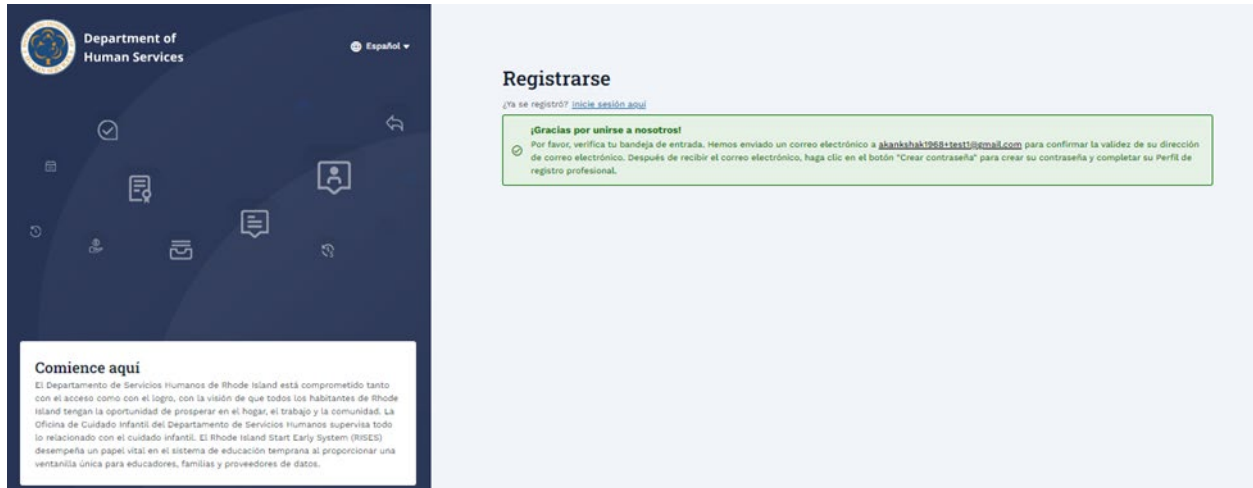 Department of
Human Services
Español
Registrarse
¿Ya se registró? Inicie sesión aquí
¡Gracias por unirse a nosotros!
Por favor, verifica tu bandeja de entrada. Hemos enviado un correo electrónico a akankshak1968+test1@gmail.com para confirmar la validez de su dirección
de correo electrónico. Después de recibir el correo electrónico, haga clic en el botón "Crear contraseña" para crear su contraseña y completar su Perfil de
registro profesional.
Comience aquí
El Departamento de Servicios Humanos de Rhode Island está comprometido tanto
con el acceso como con el logro, con la visión de que todos los habitantes de Rhode
Island tengan la oportunidad de prosperar en el hogar, el trabajo y la comunidad. La
Oficina de Cuidado Infantil del Departamento de Servicios Humanos supervisa todo
lo relacionado con el cuidado infantil. El Rhode Island Start Early System (RISES)
desempeña un papel vital en el sistema de educación temprana al proporcionar una
ventanilla única para educadores, familias y proveedores de datos.